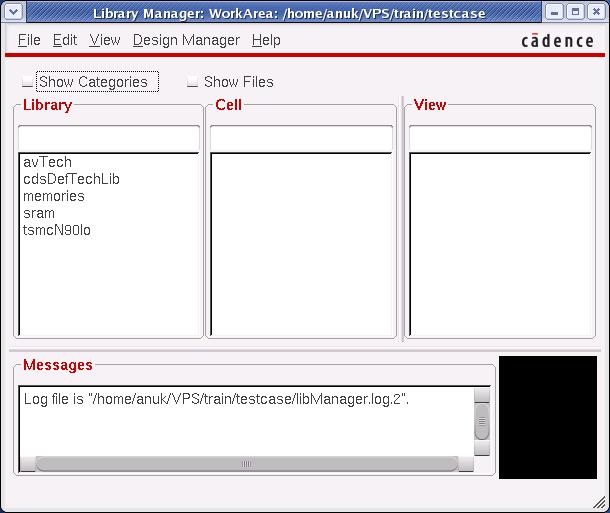 Library Manager: WorkArea: /home/anuk/VPS/train/testcase
File Edit View Design Manager Help
cādence
Show Categories Show Files
Library Cell View
avTech
cdsDefTechLib
memories
sram
tsmcN90lo
Messages
Log file is "/home/anuk/VPS/train/testcase/libManager.log.2".